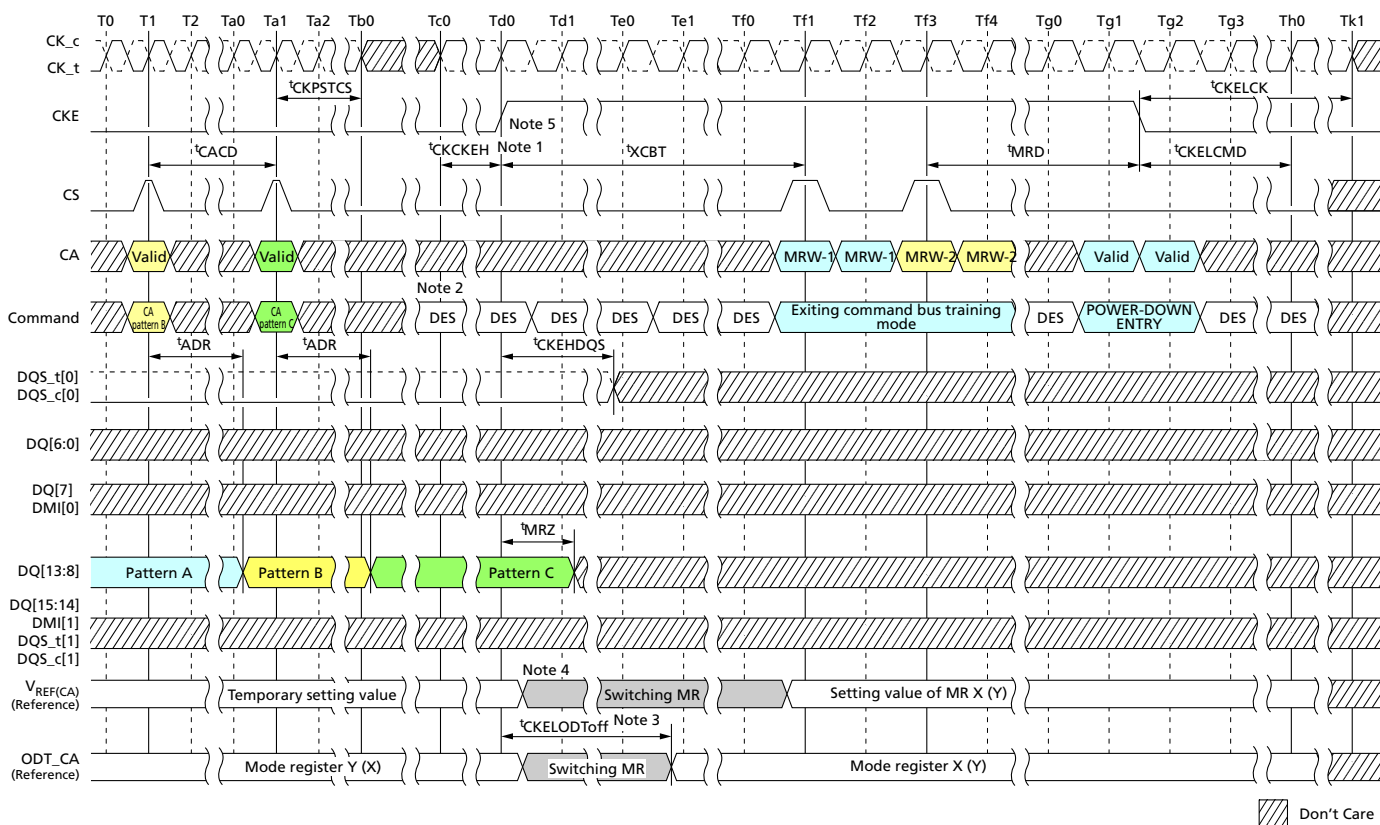 T0 T1 T2 Ta0 Ta1 Ta2 Tb0 Tc0 Td0 Td1 Te0 Te1 Tf0 Tf1 Tf2 Tf3 Tf4 Tg0 Tg1 Tg2 Tg3 Th0 Tk1
CK_c
CK_t
tCKPSTCS
tCKELCK
CKE
Note 5
tCACD
tCKCKEH
Note 1
tXCBT
tMRD
tCKELCMD
CS
CA
Valid
Valid
MRW-1
MRW-1
MRW-2
MRW-2
Valid
Valid
Note 2
Command
CA
pattern B
CA
pattern C
DES
DES
DES
DES
DES
Exiting command bus training
mode
DES
POWER-DOWN
ENTRY
DES
DES
tADR
tADR
tCKEHDQS
DQS_t[0]
DQS_c[0]
DQ[6:0]
DQ[7]
DMI[0]
tMRZ
DQ[13:8]
Pattern A
Pattern B
Pattern C
DQ[15:14]
DMI[1]
DQS_t[1]
DQS_c[1]
Note 4
VREF(CA)
(Reference)
Temporary setting value
Switching MR
Setting value of MR X (Y)
tCKELODToff
Note 3
ODT_CA
(Reference)
Mode register Y (X)
Switching MR
Mode register X (Y)
Don't Care